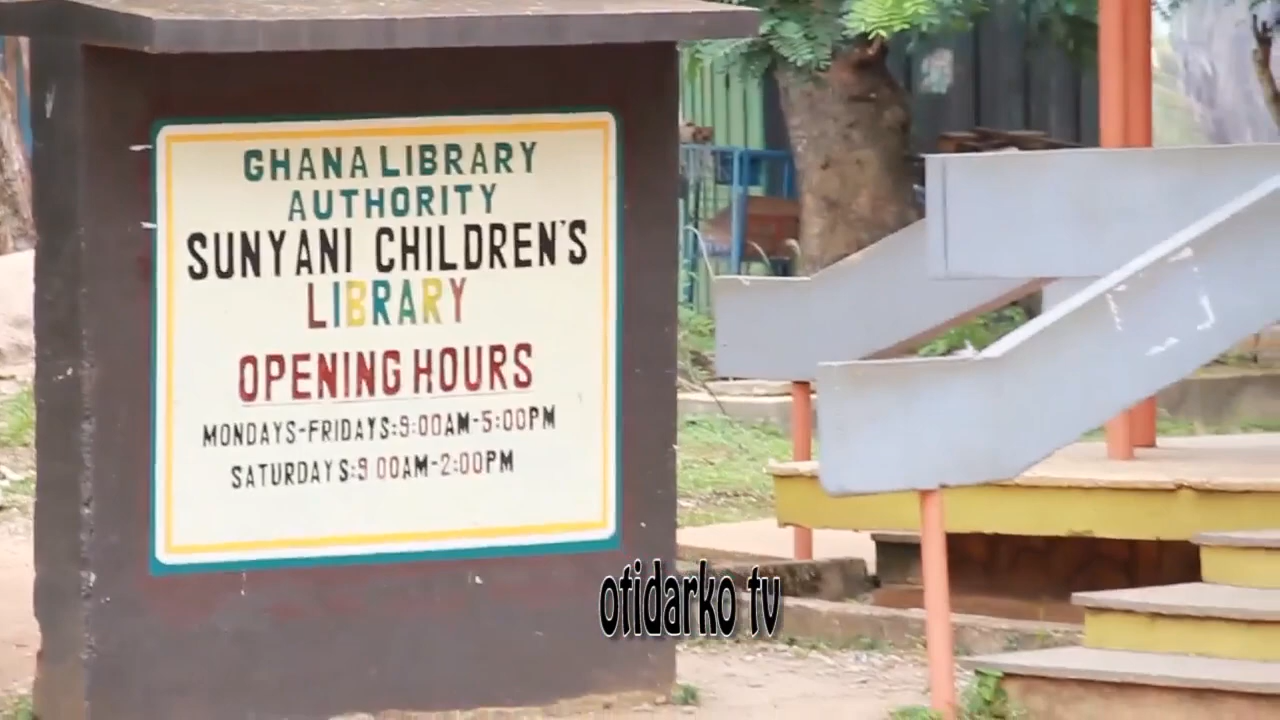 GHANA LIBRARY
AUTHORITY
SUNYANI CHILDREN'S
LIBRARY
OPENING HOURS
MONDAYS-FRIDAYS:9:00AM-5:00PM
SATURDAYS:9 00AM-2:00PM
otidarko tv